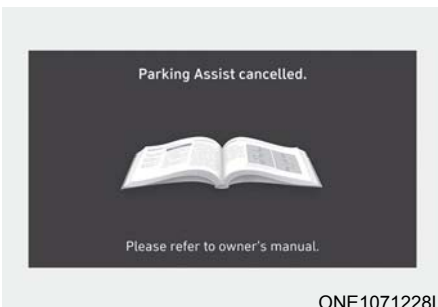 Parking Assist cancelled.
Please refer to owner's manual.
ONE1071228L